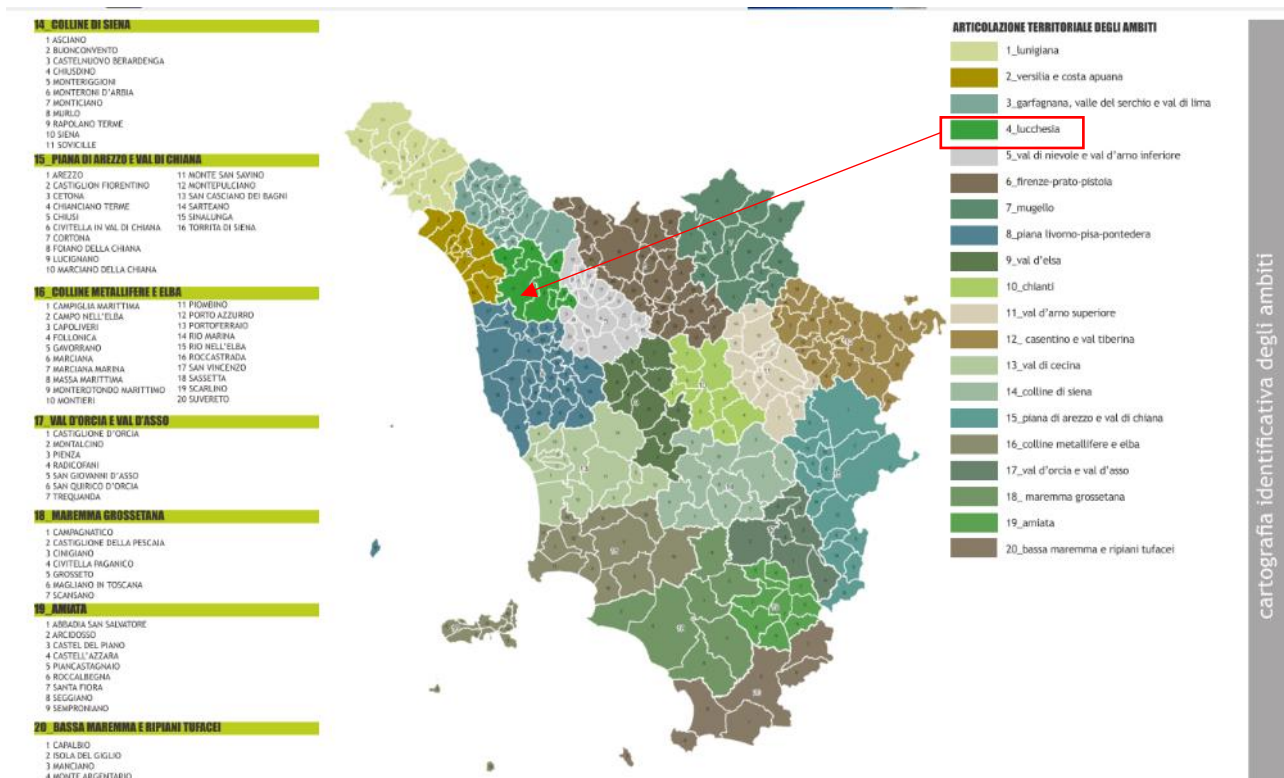 14_COLLINE DI SIENA
1 ASCIANO
2 BUONCONVENTO
3 CASTELNUOVO BERARDENGA
4 CHIUSDINO
5 MONTERIGGIONI
6 MONTERONI D'ARBIA
7 MONTICIANO
8 MURLO
9 RAPOLANO TERME
10 SIENA
11 SOVICILLE
15_PIANA DI AREZZO E VAL DI CHIANA
1 AREZZO
2 CASTIGLION FIORENTINO
3 CETONA
4 CHIANCIANO TERME
5 CHIUSI
6 CIVITELLA IN VAL DI CHIANA
7 CORTONA
8 FOIANO DELLA CHIANA
9 LUCIGNANO
10 MARCIANO DELLA CHIANA
11 MONTE SAN SAVINO
12 MONTEPULCIANO
13 SAN CASCIANO DEI BAGNI
14 SARTEANO
15 SINALUNGA
16 TORRITA DI SIENA
16_COLLINE METALLIFERE E ELBA
1 CAMPIGLIA MARITTIMA
2 CAMPO NELL'ELBA
3 CAPOLIVERI
4 FOLLONICA
5 GAVORRANO
6 MARCIANA
7 MARCIANA MARINA
8 MASSA MARITTIMA
9 MONTEROTONDO MARITTIMO
10 MONTIERI
11 PIOMBINO
12 PORTO AZZURRO
13 PORTOFERRAIO
14 RIO MARINA
15 RIO NELL'ELBA
16 ROCCASTRADA
17 SAN VINCENZO
18 SASSETTA
19 SCARLINO
20 SUVERETO
17_VAL D'ORCIA E VAL D'ASSO
1 CASTIGLIONE D'ORCIA
2 MONTALCINO
3 PIENZA
4 RADICOFANI
5 SAN GIOVANNI D'ASSO
6 SAN QUIRICO D'ORCIA
7 TREQUANDA
18_MAREMMA GROSSETANA
1 CAMPAGNATICO
2 CASTIGLIONE DELLA PESCAIA
3 CINIGIANO
4 CIVITELLA PAGANICO
5 GROSSETO
6 MAGLIANO IN TOSCANA
7 SCANSANO
19_AMIATA
1 ABBADIA SAN SALVATORE
2 ARCIDOSSO
3 CASTEL DEL PIANO
4 CASTELL'AZZARA
5 PIANCASTAGNAIO
6 ROCCALBEGNA
7 SANTA FIORA
8 SEGGIANO
9 SEMPRONIANO
20_BASSA MAREMMA E RIPIANI TUFACEI
1 CAPALBIO
2 ISOLA DEL GIGLIO
3 MANCIANO
4 MONTE ARGENTARIO
ARTICOLAZIONE TERRITORIALE DEGLI AMBITI
1_lunigiana
2_versilia e costa apuana
3_garfagnana, valle del serchio e val di lima
4_lucchesia
5_val di nievole e val d'arno inferiore
6_firenze-prato-pistoia
7_mugello
8_piana livorno-pisa-pontedera
9_val d'elsa
10_chianti
11_val d'arno superiore
12_ casentino e val tiberina
13_val di cecina
14_colline di siena
15_piana di arezzo e val di chiana
16_colline metallifere e elba
17_val d'orcia e val d'asso
18_ maremma grossetana
19_amiata
20_bassa maremma e ripiani tufacei
cartografia identificativa degli ambiti